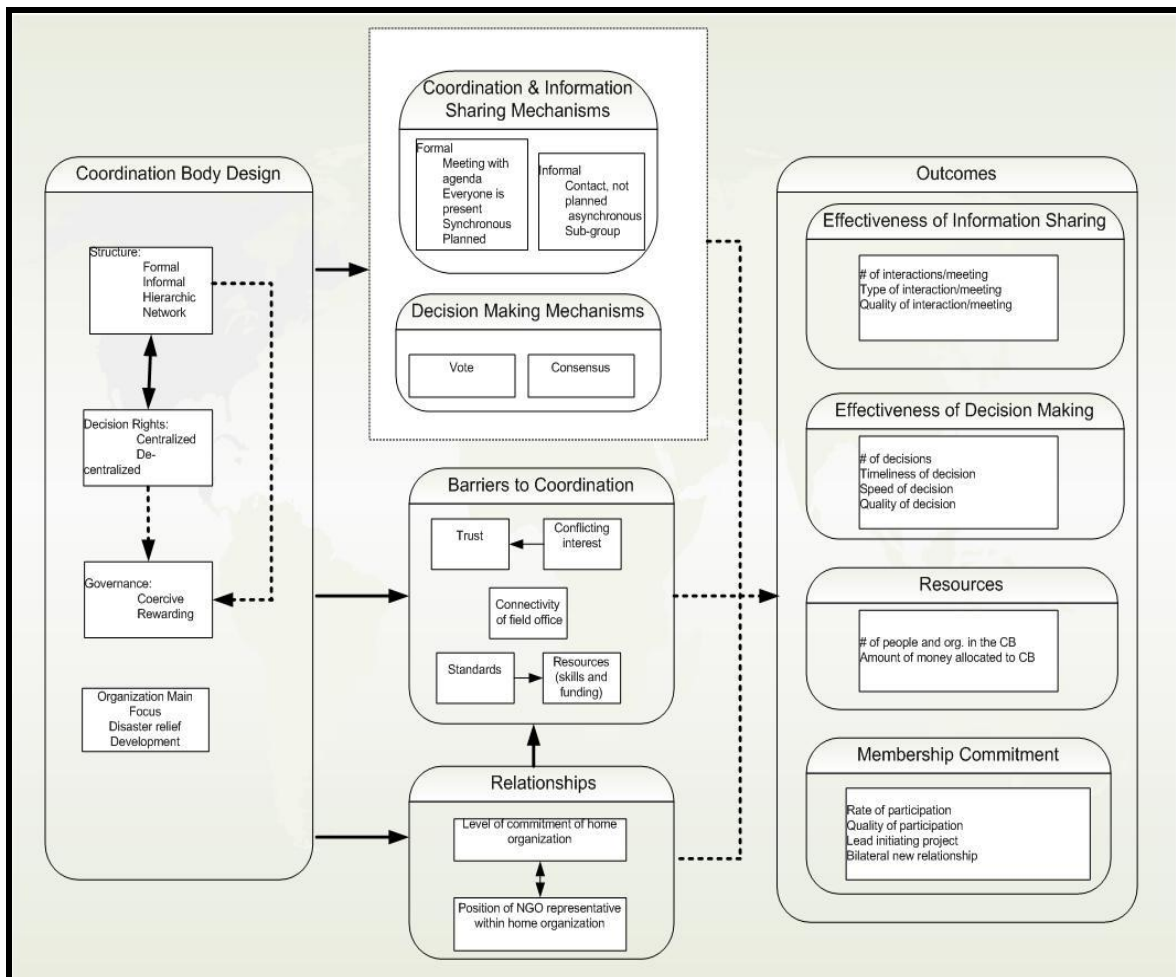 Coordination Body Design
Structure:
Formal
Informal
Hierarchic
Network
Decision Rights:
Centralized
De-
centralized
Governance:
Coercive
Rewarding
Organization Main
Focus
Disaster relief
Development
Coordination & Information
Sharing Mechanisms
Formal
Meeting with
agenda
Everyone is
present
Synchronous
Planned
Informal
Contact, not
planned
asynchronous
Sub-group
Decision Making Mechanisms
Vote
Consensus
Barriers to Coordination
Trust
Conflicting
interest
Connectivity
of field office
Standards
Resources
(skills and
funding)
Relationships
Level of commitment of home
organization
Position of NGO representative
within home organization
Outcomes
Effectiveness of Information Sharing
# of interactions/meeting
Type of interaction/meeting
Quality of interaction/meeting
Effectiveness of Decision Making
# of decisions
Timeliness of decision
Speed of decision
Quality of decision
Resources
# of people and org. in the CB
Amount of money allocated to CB
Membership Commitment
Rate of participation
Quality of participation
Lead initiating project
Bilateral new relationship